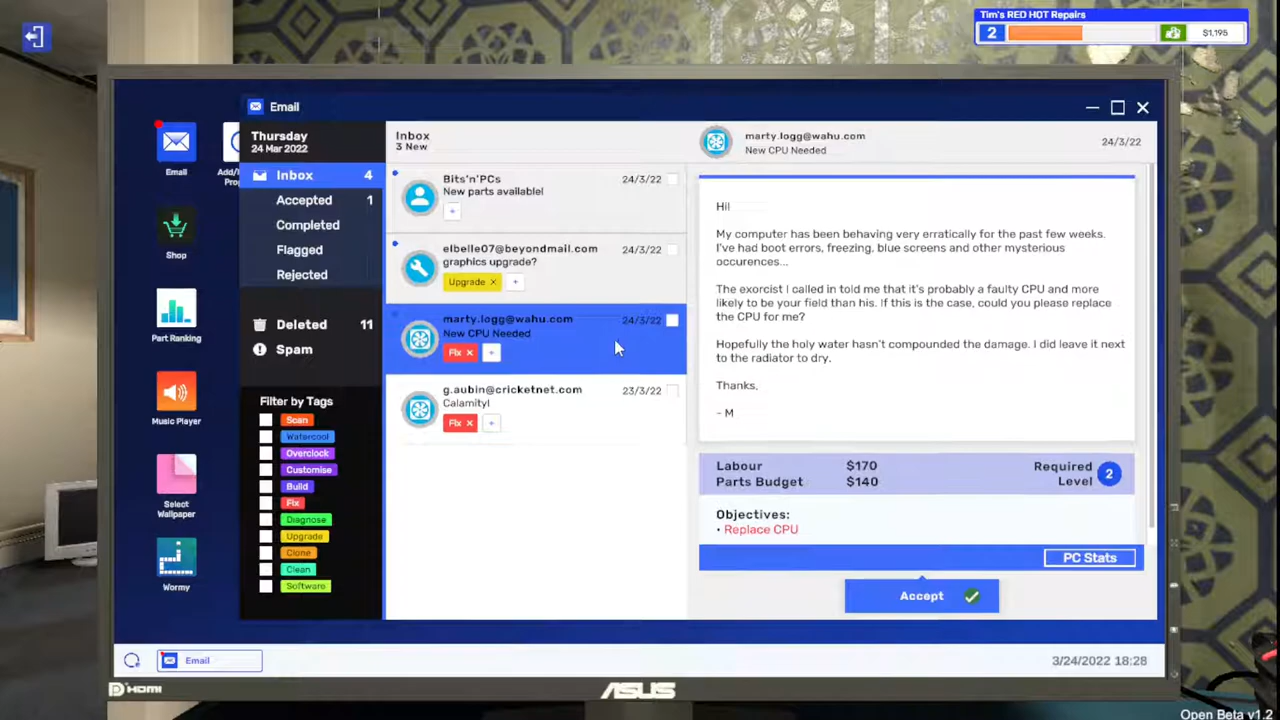 Tim's RED HOT Repairs
2
$1,195
Email
Thursday
24 Mar 2022
Inbox 4
Accepted 1
Completed
Flagged
Rejected
Deleted 11
Spam
Filter by Tags
Scan
Watercool
Overclock
Customise
Build
Fix
Diagnose
Upgrade
Clone
Clean
Software
Email
Add/
Pro
Shop
Part Ranking
Music Player
Select
Wallpaper
Wormy
Inbox
3 New
Bits'n'PCs 24/3/22
New parts available!
+
elbelle07@beyondmail.com 24/3/22
graphics upgrade?
Upgrade × +
marty.logg@wahu.com 24/3/22
New CPU Needed
Fix × +
g.aubin@cricketnet.com 23/3/22
Calamity!
Fix × +
marty.logg@wahu.com
New CPU Needed
24/3/22
Hi!
My computer has been behaving very erratically for the past few weeks.
I've had boot errors, freezing, blue screens and other mysterious
occurences...
The exorcist I called in told me that it's probably a faulty CPU and more
likely to be your field than his. If this is the case, could you please replace
the CPU for me?
Hopefully the holy water hasn't compounded the damage. I did leave it next
to the radiator to dry.
Thanks,
- M
Labour $170
Parts Budget $140
Required
Level 2
Objectives:
• Replace CPU
PC Stats
Accept
Email
3/24/2022 18:28
HDMI
ASUS
Open Beta v1.2